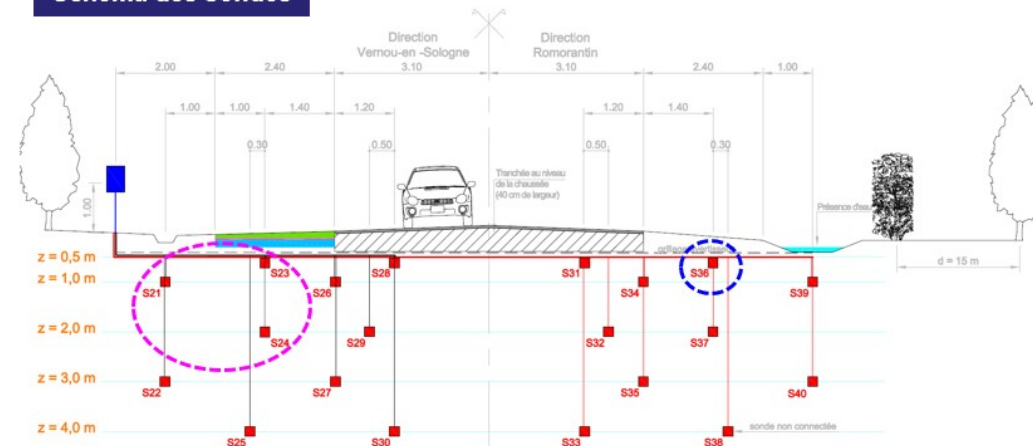 Schéma des sondes
Direction
Vernou-en -Sologne
Direction
Romorantin
2.00
2.40
3.10
3.10
2.40
1.00
1.00
1.00
1.40
1.20
1.20
1.40
0.30
0.50
0.50
0.30
1.00
Tranchée au niveau
de la chaussée
(40 cm de largeur)
Présence d'eau
grillage avertisseur
d = 15 m
z = 0,5 m
z = 1,0 m
z = 2,0 m
z = 3,0 m
z = 4,0 m
S23
S28
S31
S36
S21
S26
S34
S39
S24
S29
S32
S37
S22
S27
S35
S40
S25
S30
S33
S38
sonde non connectée